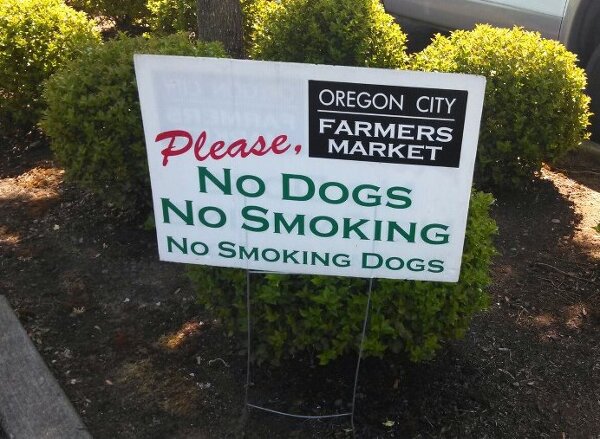 OREGON CITY
FARMERS
MARKET
Please,
No Dogs
No Smoking
No Smoking Dogs